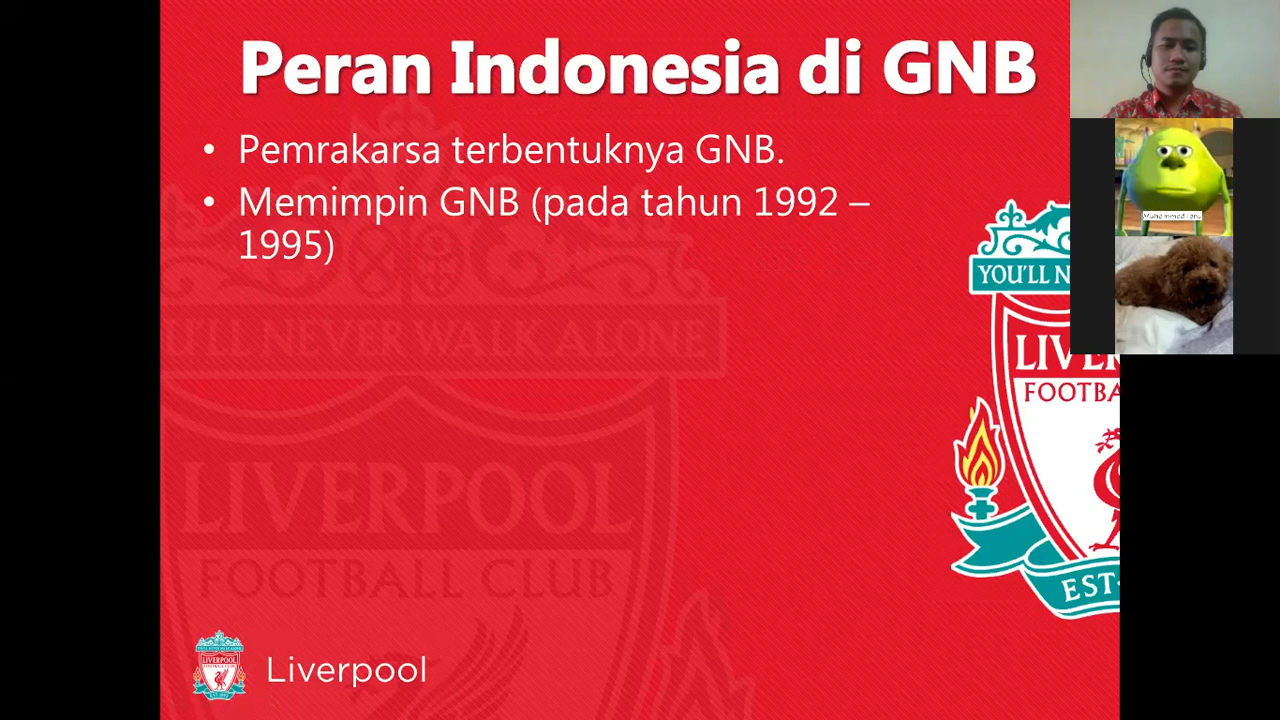 Peran Indonesia di GNB
• Pemrakarsa terbentuknya GNB.
• Memimpin GNB (pada tahun 1992 –
1995)
YOU'LL N
YOU'LL NEVER WALK ALONE
LIVERPOOL
FOOTBALL CLUB
FOOTBA
EST·
Liverpool